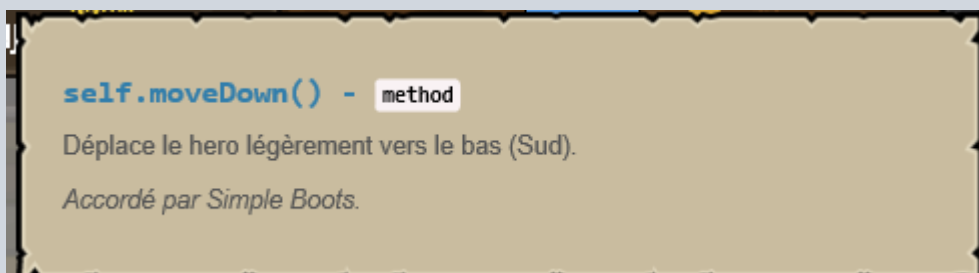 self.moveDown() - method
Déplace le hero légèrement vers le bas (Sud).
Accordé par Simple Boots.